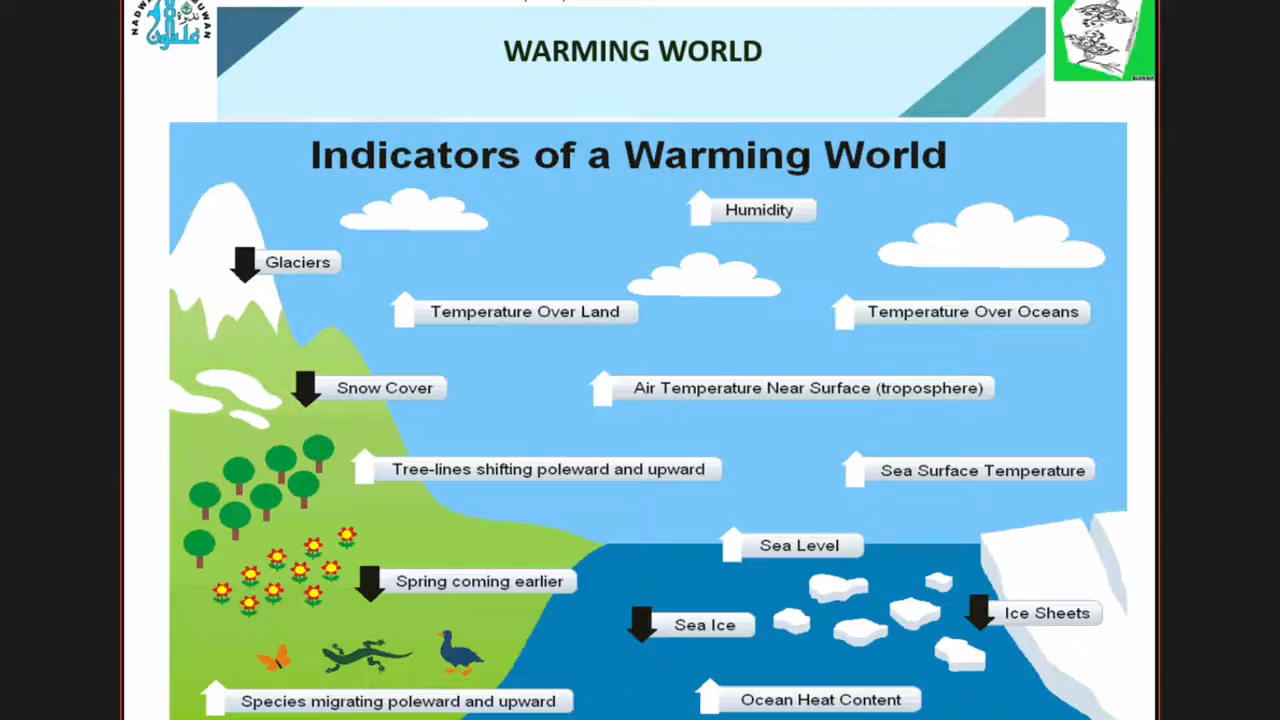 WARMING WORLD
Indicators of a Warming World
Humidity
Glaciers
Temperature Over Land
Temperature Over Oceans
Snow Cover
Air Temperature Near Surface (troposphere)
Tree-lines shifting poleward and upward
Sea Surface Temperature
Sea Level
Spring coming earlier
Sea Ice
Ice Sheets
Species migrating poleward and upward
Ocean Heat Content